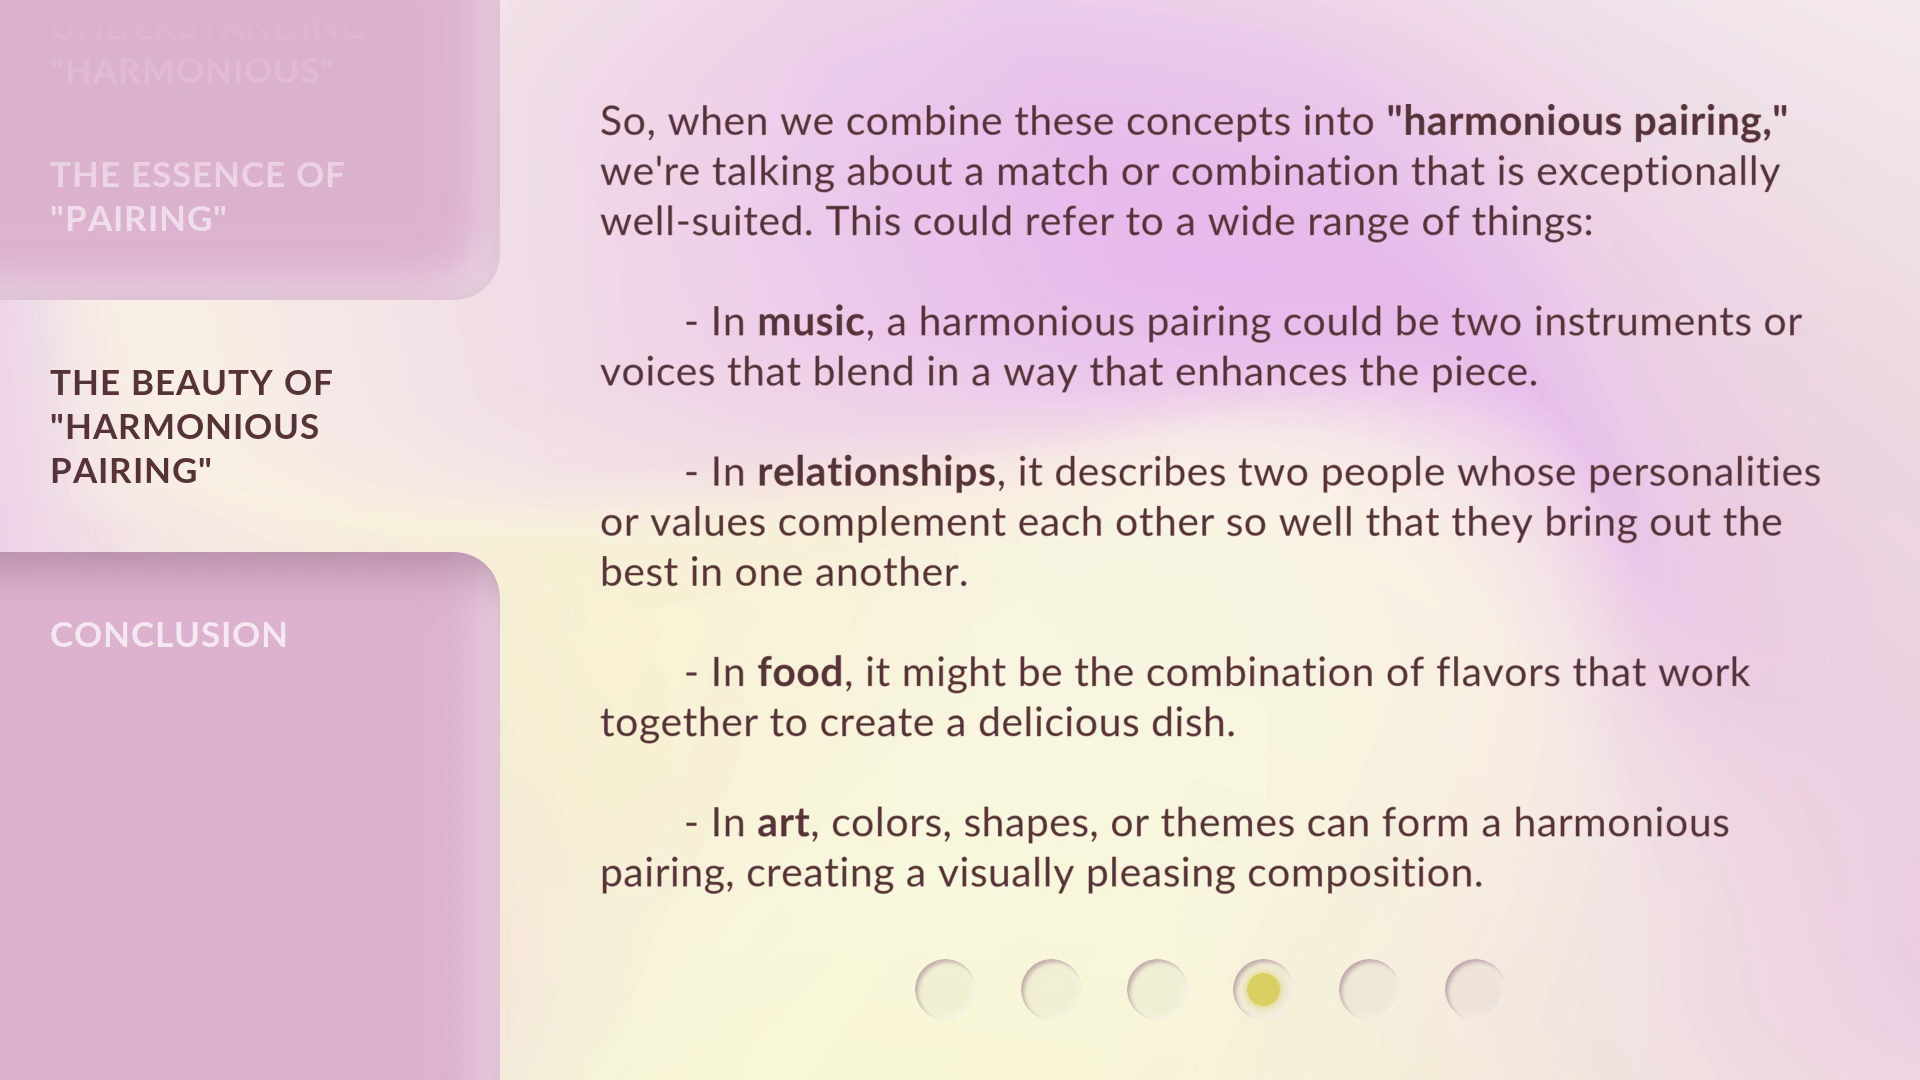 UNDERSTANDING
"HARMONIOUS"
THE ESSENCE OF
"PAIRING"
THE BEAUTY OF
"HARMONIOUS
PAIRING"
CONCLUSION
So, when we combine these concepts into "harmonious pairing,"
we're talking about a match or combination that is exceptionally
well-suited. This could refer to a wide range of things:
- In music, a harmonious pairing could be two instruments or
voices that blend in a way that enhances the piece.
- In relationships, it describes two people whose personalities
or values complement each other so well that they bring out the
best in one another.
- In food, it might be the combination of flavors that work
together to create a delicious dish.
- In art, colors, shapes, or themes can form a harmonious
pairing, creating a visually pleasing composition.